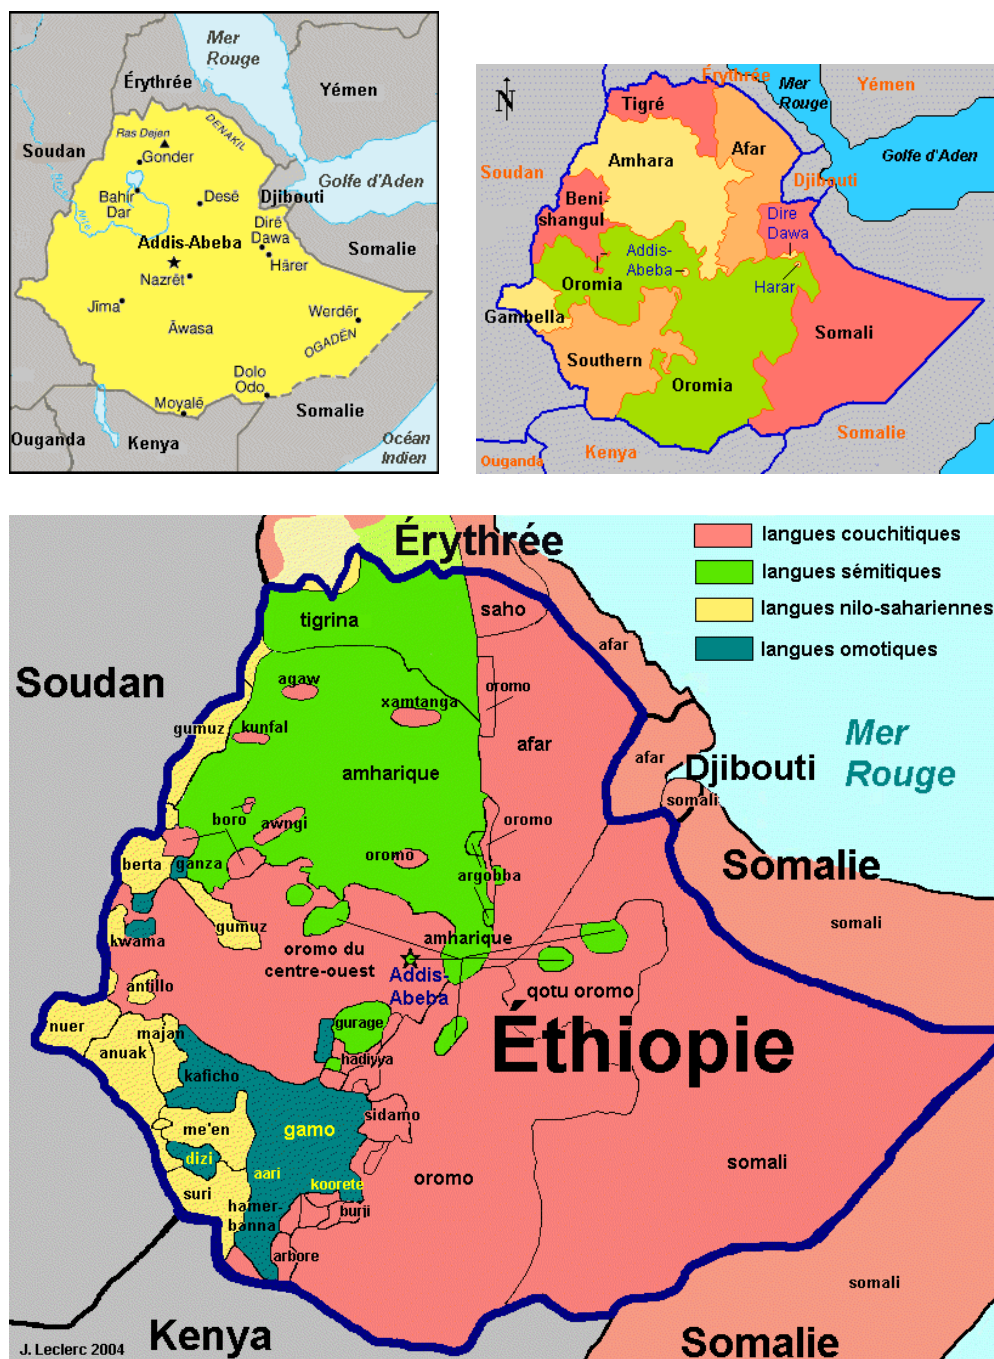 Mer
Rouge
Érythrée
Yémen
Ras Dejen
DENAKIL
Soudan
Gonder
Golfe d'Aden
Bahir
Dar
Desē
Djibouti
Nil
Dirē
Dawa
Addis-Abeba
Somalie
Hārer
Nazrēt
Jīma
Werdēr
Āwasa
OGADĒN
Dolo
Odo
Moyalē
Somalie
Ouganda
Kenya
Océan
Indien
N
Érythrée
Mer
Rouge
Yémen
Tigré
Afar
Amhara
Golfe d'Aden
Soudan
Djibouti
Beni-
shangul
Dire
Dawa
Addis-
Abeba
Oromia
Harar
Gambella
Somali
Southern
Oromia
Somalie
Kenya
Ouganda
Érythrée
langues couchitiques
langues sémitiques
langues nilo-sahariennes
langues omotiques
tigrina
saho
afar
Soudan
agaw
xamtanga
oromo
gumuz
kunfal
afar
afar
Mer
Rouge
amharique
Djibouti
somali
boro
awngi
oromo
berta
ganza
oromo
argobba
Somalie
somali
kwama
gumuz
amharique
oromo du
centre-ouest
Addis-
Abeba
anfillo
qotu oromo
nuer
majan
gurage
Éthiopie
anuak
hadiyya
kaficho
sidamo
me'en
gamo
dizi
aari
koorete
oromo
somali
suri
hamer-
banna
burji
arbore
somali
Kenya
Somalie
J. Leclerc 2004